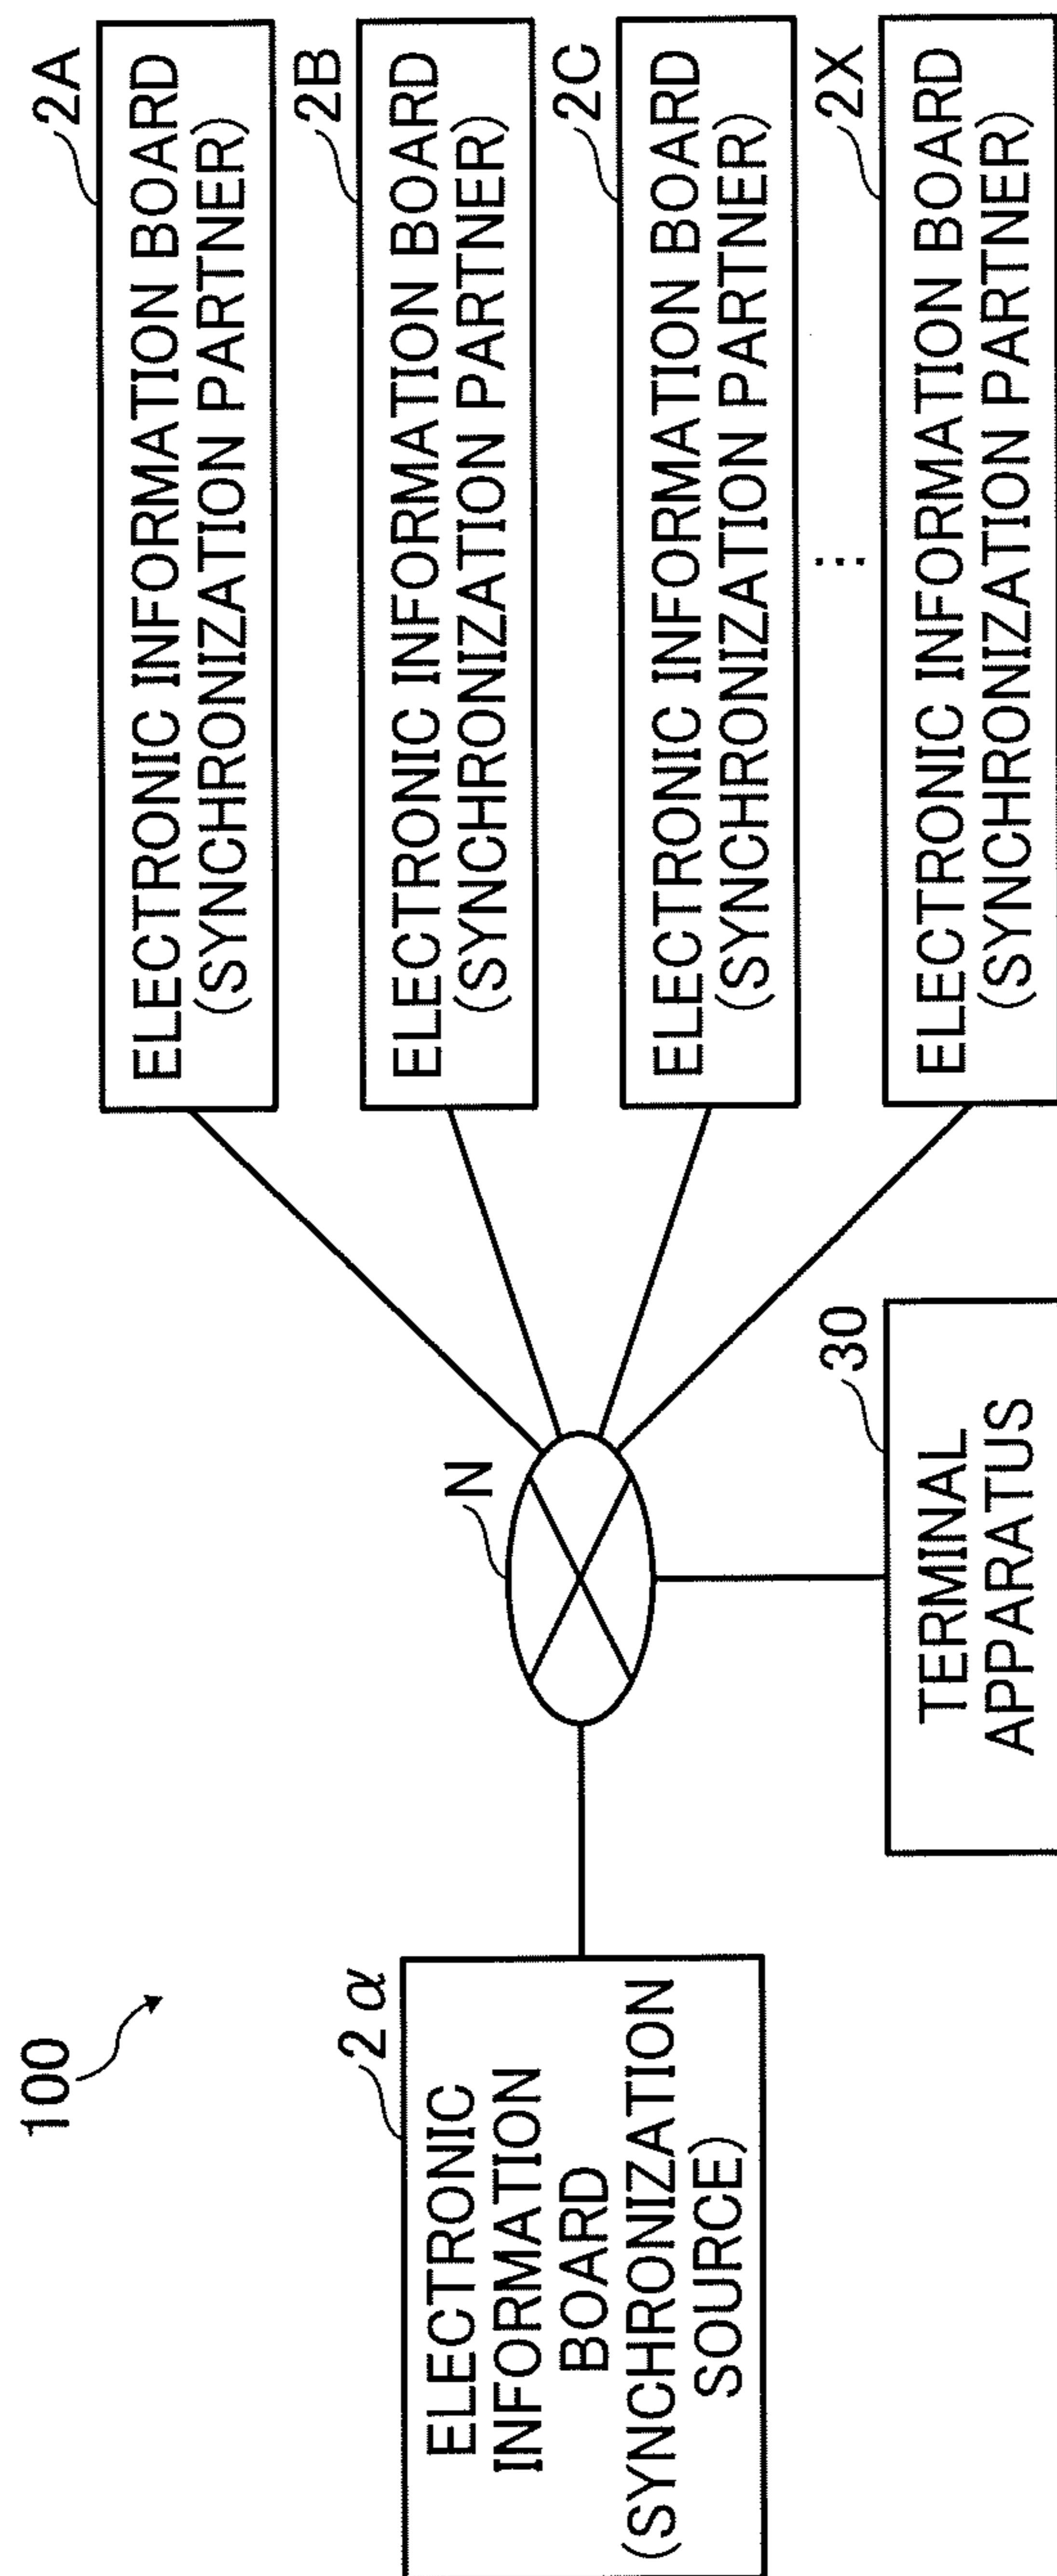 100
2α
ELECTRONIC
INFORMATION
BOARD
(SYNCHRONIZATION
SOURCE)
N
30
TERMINAL
APPARATUS
2A
ELECTRONIC INFORMATION BOARD
(SYNCHRONIZATION PARTNER)
2B
ELECTRONIC INFORMATION BOARD
(SYNCHRONIZATION PARTNER)
2C
ELECTRONIC INFORMATION BOARD
(SYNCHRONIZATION PARTNER)
⋮
2X
ELECTRONIC INFORMATION BOARD
(SYNCHRONIZATION PARTNER)